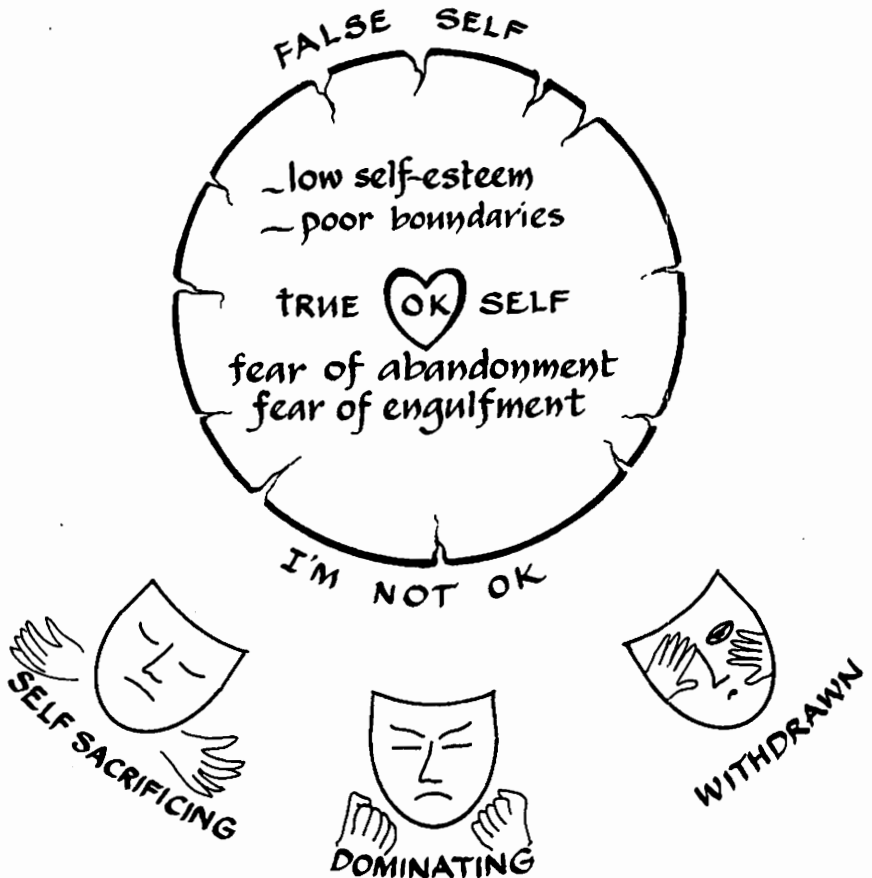 FALSE SELF
~low self-esteem
~poor boundaries
tRUE OK SELF
fear of abandonment
fear of engulfment
I'M NOT OK
SELF SACRIFICING
DOMINATING
WITHDRAWN